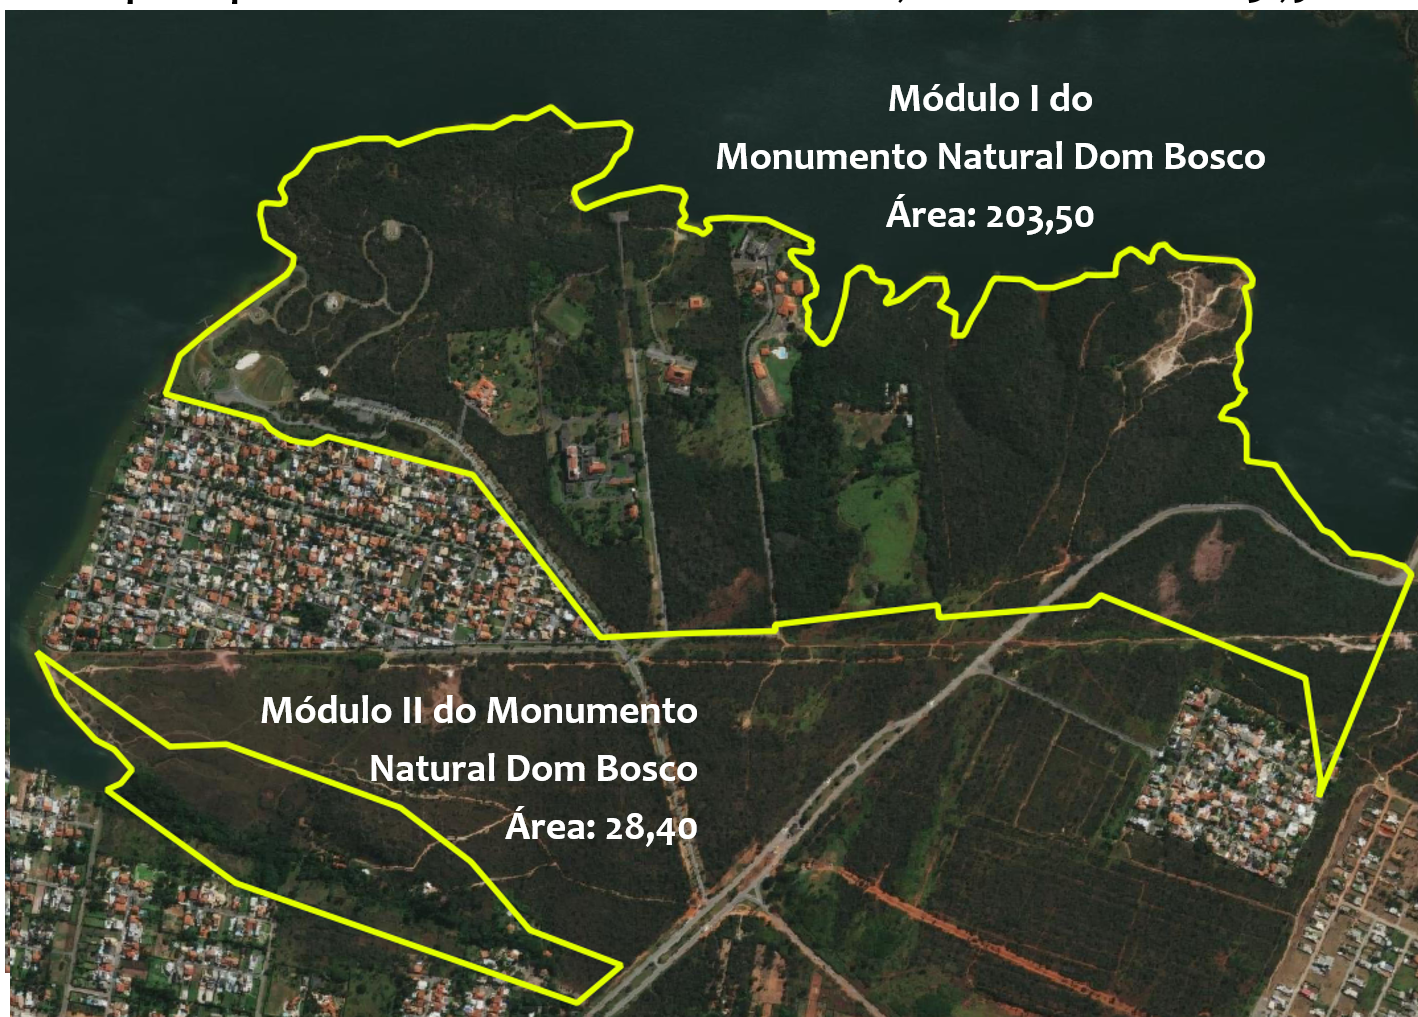 Módulo I do
Monumento Natural Dom Bosco
Área: 203,50
Módulo II do Monumento
Natural Dom Bosco
Área: 28,40